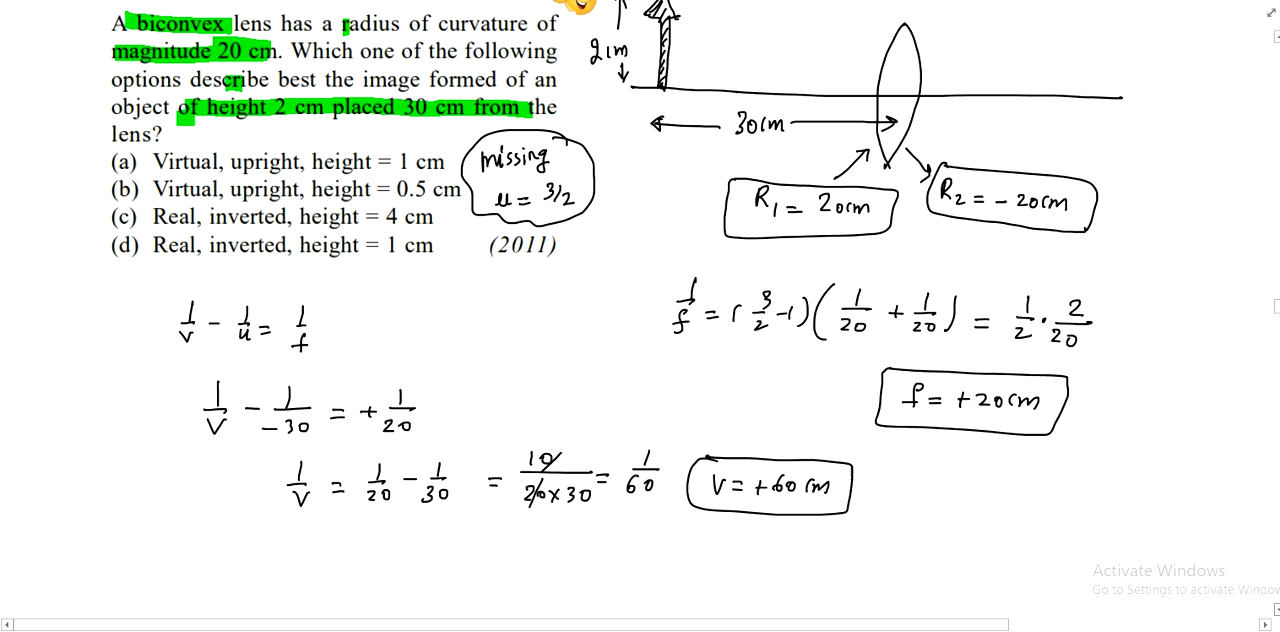 A biconvex lens has a radius of curvature of
magnitude 20 cm. Which one of the following
options describe best the image formed of an
object of height 2 cm placed 30 cm from the
lens?
(a) Virtual, upright, height = 1 cm
(b) Virtual, upright, height = 0.5 cm
(c) Real, inverted, height = 4 cm
(d) Real, inverted, height = 1 cm (2011)
missing
u = 3/2
2cm
30cm
R₁ = 20cm
R₂ = - 20cm
1/v - 1/u = 1/f
1/f = (3/2 - 1)(1/20 + 1/20) = 1/2 · 2/20
1/v - 1/-30 = + 1/20
f = +20cm
1/v = 1/20 - 1/30 = 10/20×30 = 1/60
v = +60cm
Activate Windows
Go to Settings to activate Window